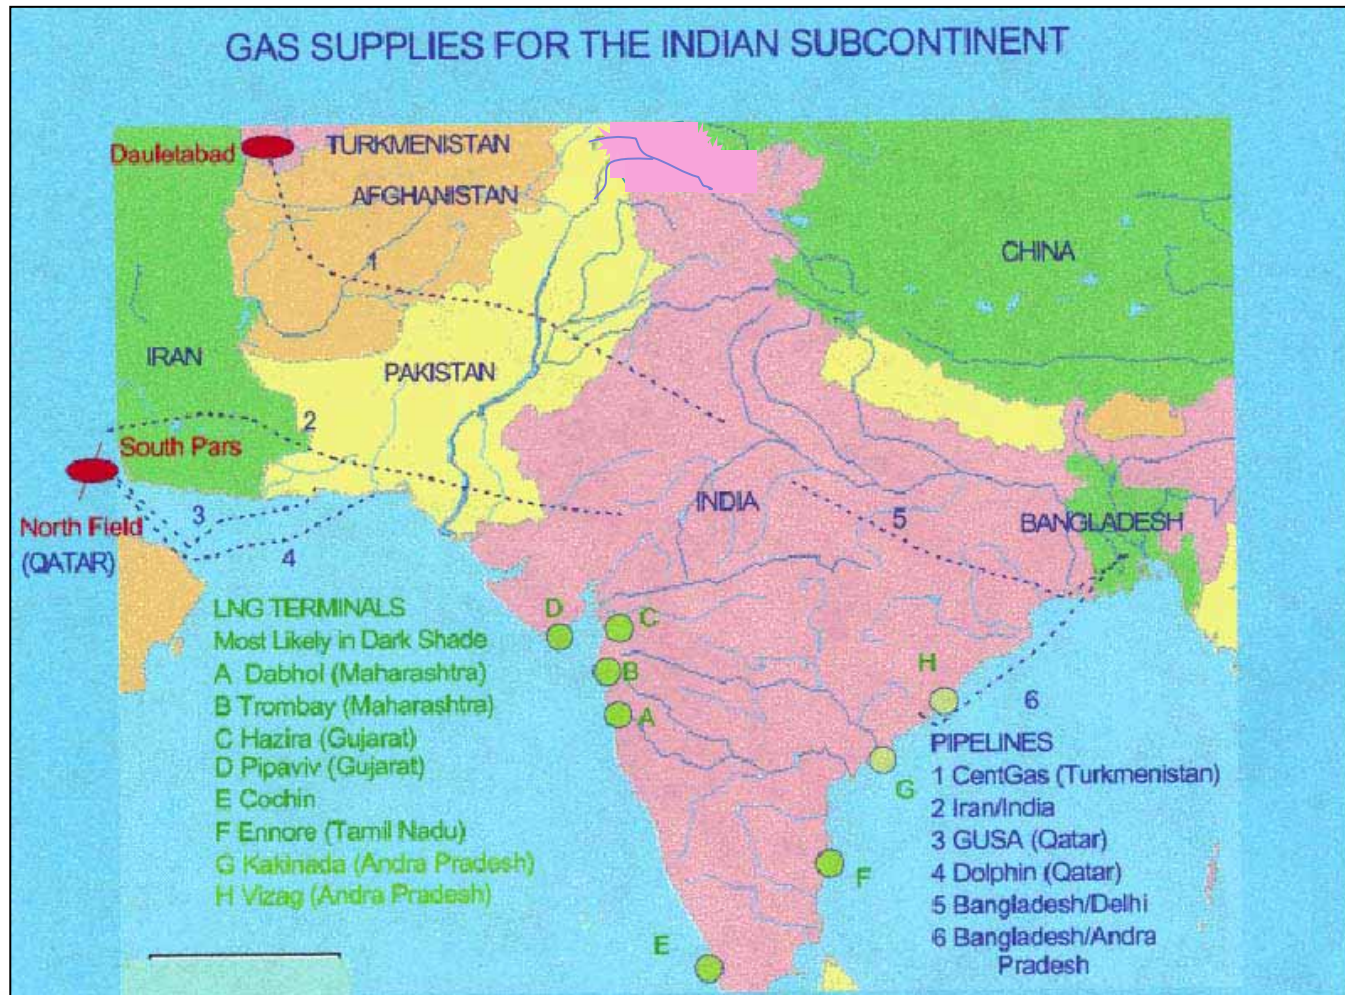 GAS SUPPLIES FOR THE INDIAN SUBCONTINENT
Dauletabad
TURKMENISTAN
AFGHANISTAN
CHINA
1
IRAN
PAKISTAN
2
South Pars
INDIA
3
5
BANGLADESH
North Field
(QATAR)
4
LNG TERMINALS
Most Likely in Dark Shade
A Dabhol (Maharashtra)
B Trombay (Maharashtra)
C Hazira (Gujarat)
D Pipaviv (Gujarat)
E Cochin
F Ennore (Tamil Nadu)
G Kakinada (Andra Pradesh)
H Vizag (Andra Pradesh)
D
C
B
A
H
6
G
F
E
PIPELINES
1 CentGas (Turkmenistan)
2 Iran/India
3 GUSA (Qatar)
4 Dolphin (Qatar)
5 Bangladesh/Delhi
6 Bangladesh/Andra
Pradesh